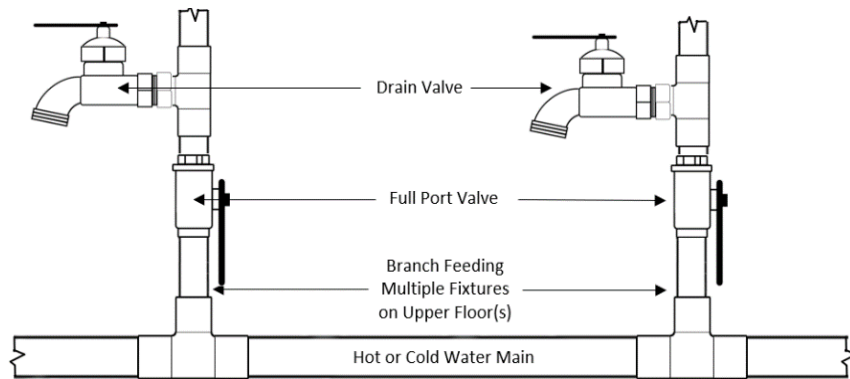 Drain Valve
Full Port Valve
Branch Feeding
Multiple Fixtures
on Upper Floor(s)
Hot or Cold Water Main